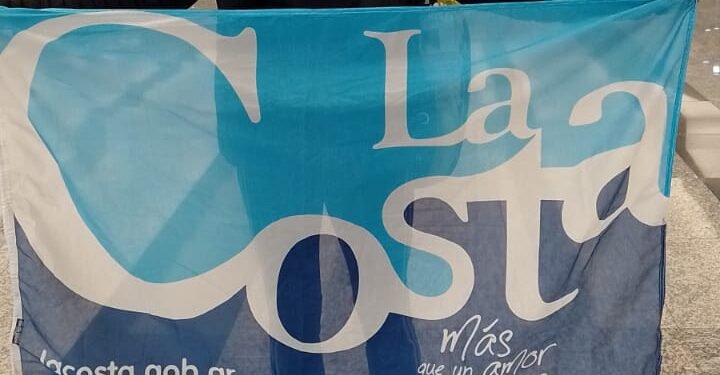 La
Costa
más
que un amor
lacosta.gob.ar